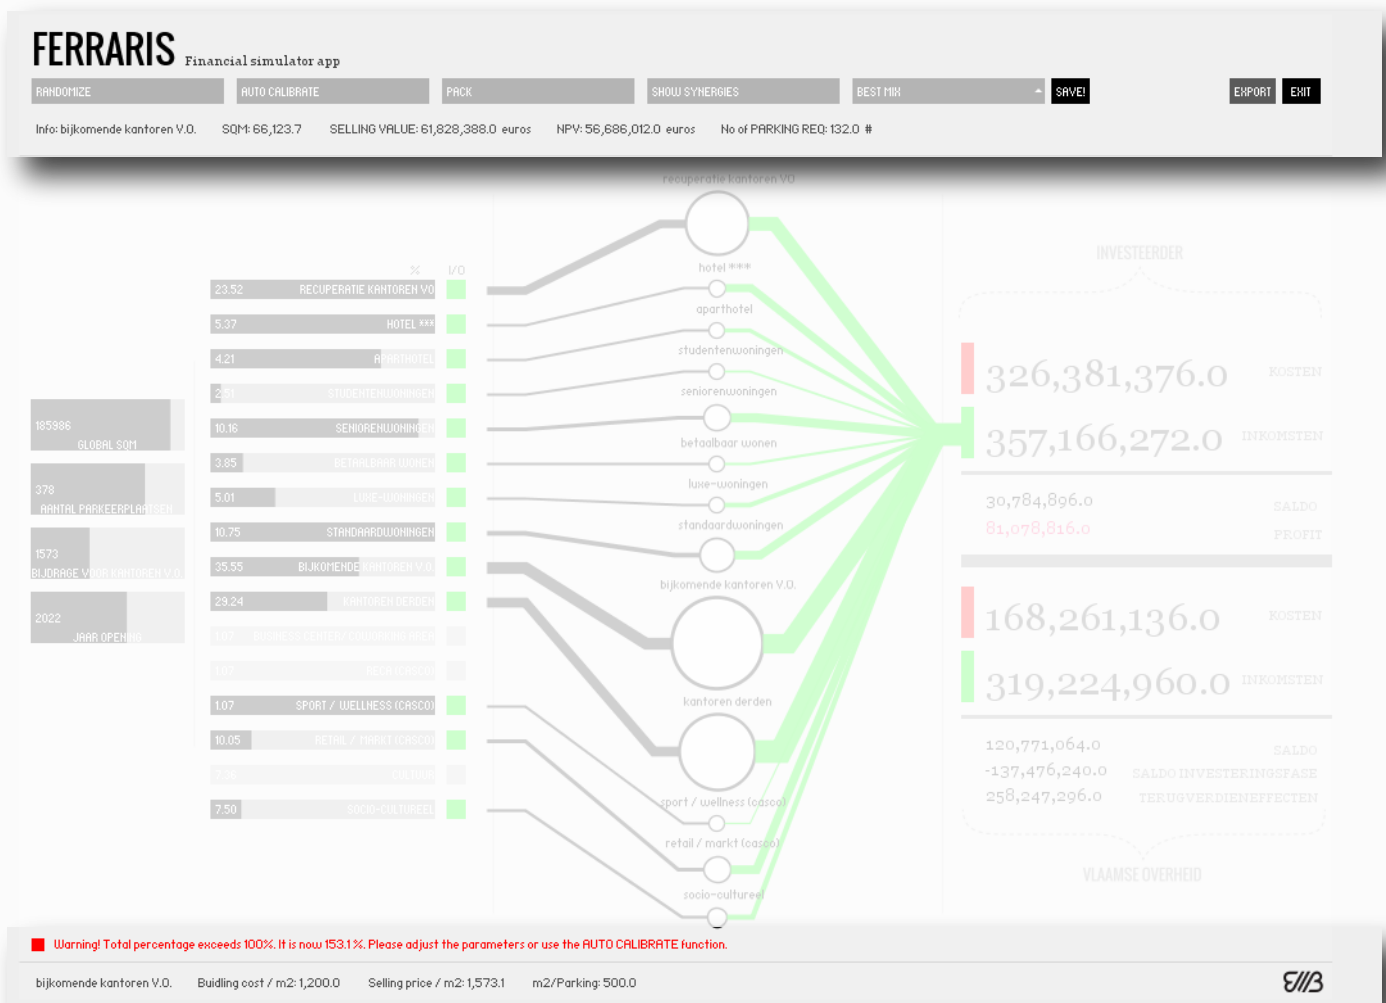 FERRARIS Financial simulator app
RANDOMIZE AUTO CALIBRATE PACK SHOW SYNERGIES BEST MIX SAVE! EXPORT EXIT
Info: bijkomende kantoren V.O. SQM: 66,123.7 SELLING VALUE: 61,828,388.0 euros NPV: 56,686,012.0 euros No of PARKING REQ: 132.0 #
% I/O
23.52 RECUPERATIE KANTOREN VO
5.37 HOTEL ***
4.21 APARTHOTEL
2.51 STUDENTENWONINGEN
10.16 SENIORENWONINGEN
3.85 BETAALBAAR WONEN
5.01 LUXE-WONINGEN
10.75 STANDAARDWONINGEN
35.55 BIJKOMENDE KANTOREN V.O.
29.24 KANTOREN DERDEN
1.07
1.07 REGA (CASCO)
1.07 SPORT / WELLNESS (CASCO)
10.05 RETAIL / MARKT (CASCO)
7.50 SOCIO-CULTUREEL
185986
GLOBAL SQM
378
AANTAL PARKEERPLAATSEN
1573
BIJDRAGE VOOR KANTOREN V.O.
2022
JAAR OPENING
recuperatie kantoren VO
hotel ***
aparthotel
studentenwoningen
seniorenwoningen
betaalbaar wonen
luxe-woningen
standaardwoningen
bijkomende kantoren V.O.
kantoren derden
sport / wellness (casco)
retail / markt (casco)
socio-cultureel
INVESTEERDER
326,381,376.0 KOSTEN
357,166,272.0 INKOMSTEN
30,784,896.0 SALDO
81,078,816.0 PROFIT
168,261,136.0 KOSTEN
319,224,960.0 INKOMSTEN
120,771,064.0 SALDO
-137,476,240.0 SALDO INVESTERINGSFASE
258,247,296.0 TERUGVERDIENEFFECTEN
VLAAMSE OVERHEID
Warning! Total percentage exceeds 100%. It is now 153.1 %. Please adjust the parameters or use the AUTO CALIBRATE function.
bijkomende kantoren V.O. Buidling cost / m2: 1,200.0 Selling price / m2: 1,573.1 m2/Parking: 500.0